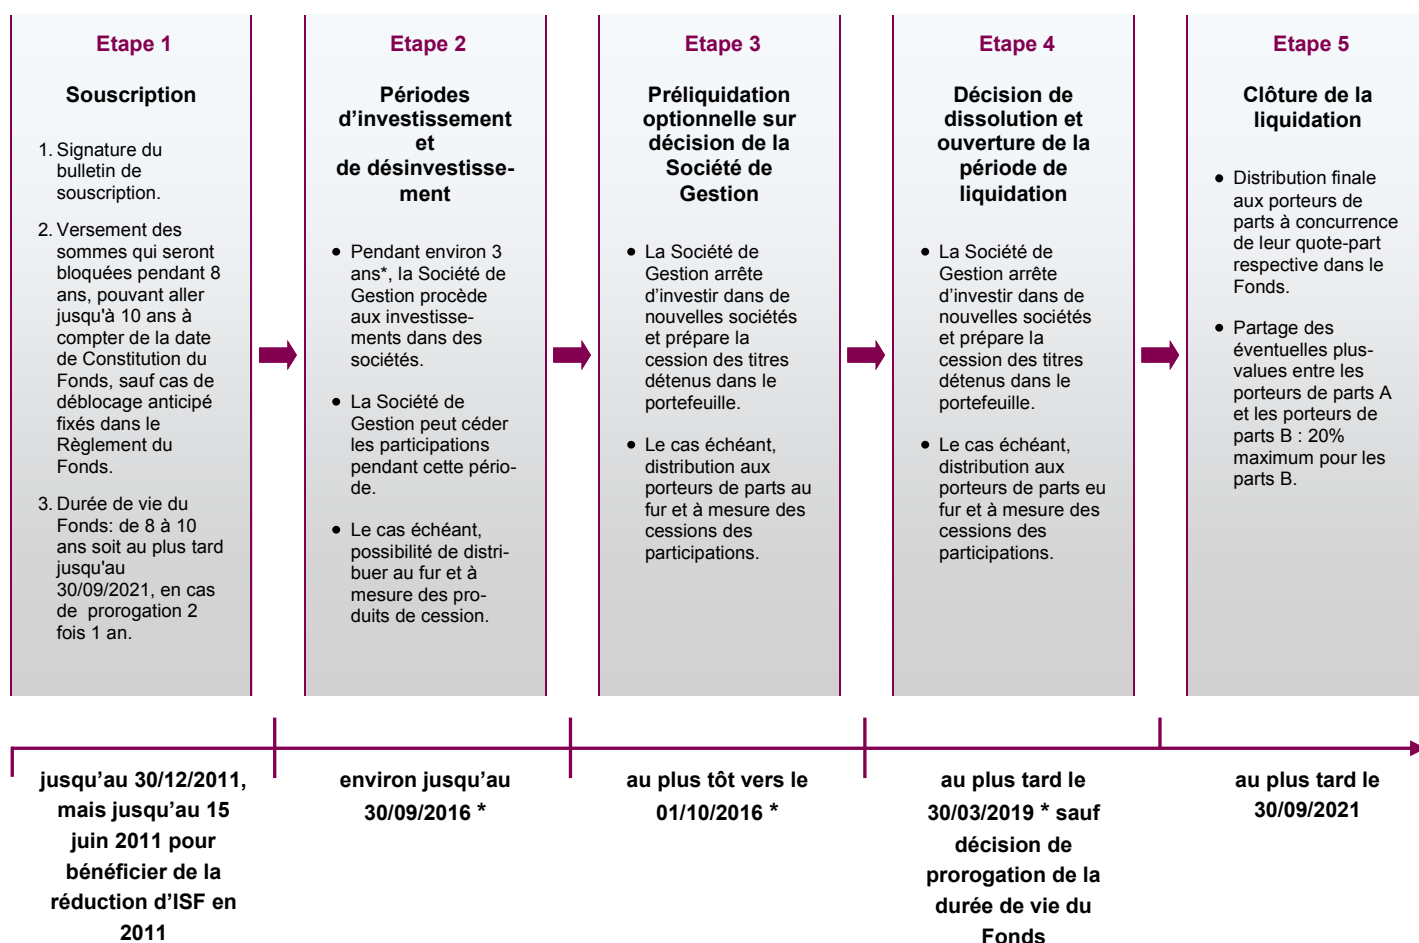 Etape 1
Souscription
1. Signature du
bulletin de
souscription.
2. Versement des
sommes qui seront
bloquées pendant 8
ans, pouvant aller
jusqu'à 10 ans à
compter de la date
de Constitution du
Fonds, sauf cas de
déblocage anticipé
fixés dans le
Règlement du
Fonds.
3. Durée de vie du
Fonds: de 8 à 10
ans soit au plus tard
jusqu'au
30/09/2021, en cas
de prorogation 2
fois 1 an.
Etape 2
Périodes
d’investissement
et
de désinvestisse-
ment
• Pendant environ 3
ans*, la Société de
Gestion procède
aux investisse-
ments dans des
sociétés.
• La Société de
Gestion peut céder
les participations
pendant cette pério-
de.
• Le cas échéant,
possibilité de distri-
buer au fur et à
mesure des pro-
duits de cession.
Etape 3
Préliquidation
optionnelle sur
décision de la
Société de
Gestion
• La Société de
Gestion arrête
d’investir dans de
nouvelles sociétés
et prépare la
cession des titres
détenus dans le
portefeuille.
• Le cas échéant,
distribution aux
porteurs de parts au
fur et à mesure des
cessions des
participations.
Etape 4
Décision de
dissolution et
ouverture de la
période de
liquidation
• La Société de
Gestion arrête
d’investir dans de
nouvelles sociétés
et prépare la
cession des titres
détenus dans le
portefeuille.
• Le cas échéant,
distribution aux
porteurs de parts eu
fur et à mesure des
cessions des
participations.
Etape 5
Clôture de la
liquidation
• Distribution finale
aux porteurs de
parts à concurrence
de leur quote-part
respective dans le
Fonds.
• Partage des
éventuelles plus-
values entre les
porteurs de parts A
et les porteurs de
parts B : 20%
maximum pour les
parts B.
jusqu’au 30/12/2011,
mais jusqu’au 15
juin 2011 pour
bénéficier de la
réduction d’ISF en
2011
environ jusqu’au
30/09/2016 *
au plus tôt vers le
01/10/2016 *
au plus tard le
30/03/2019 * sauf
décision de
prorogation de la
durée de vie du
Fonds
au plus tard le
30/09/2021